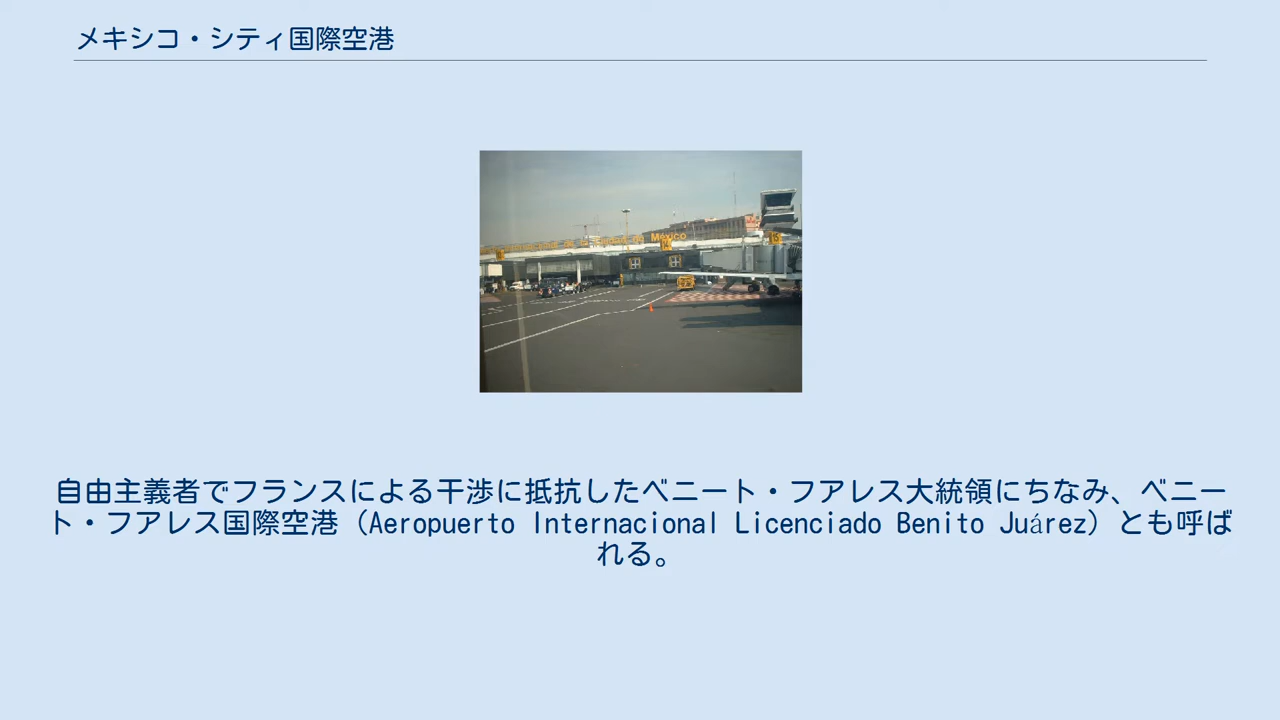 メキシコ・シティ国際空港
de México
15
自由主義者でフランスによる干渉に抵抗したベニート・フアレス大統領にちなみ、ベニー
ト・フアレス国際空港（Aeropuerto Internacional Licenciado Benito Juárez）とも呼ば
れる。